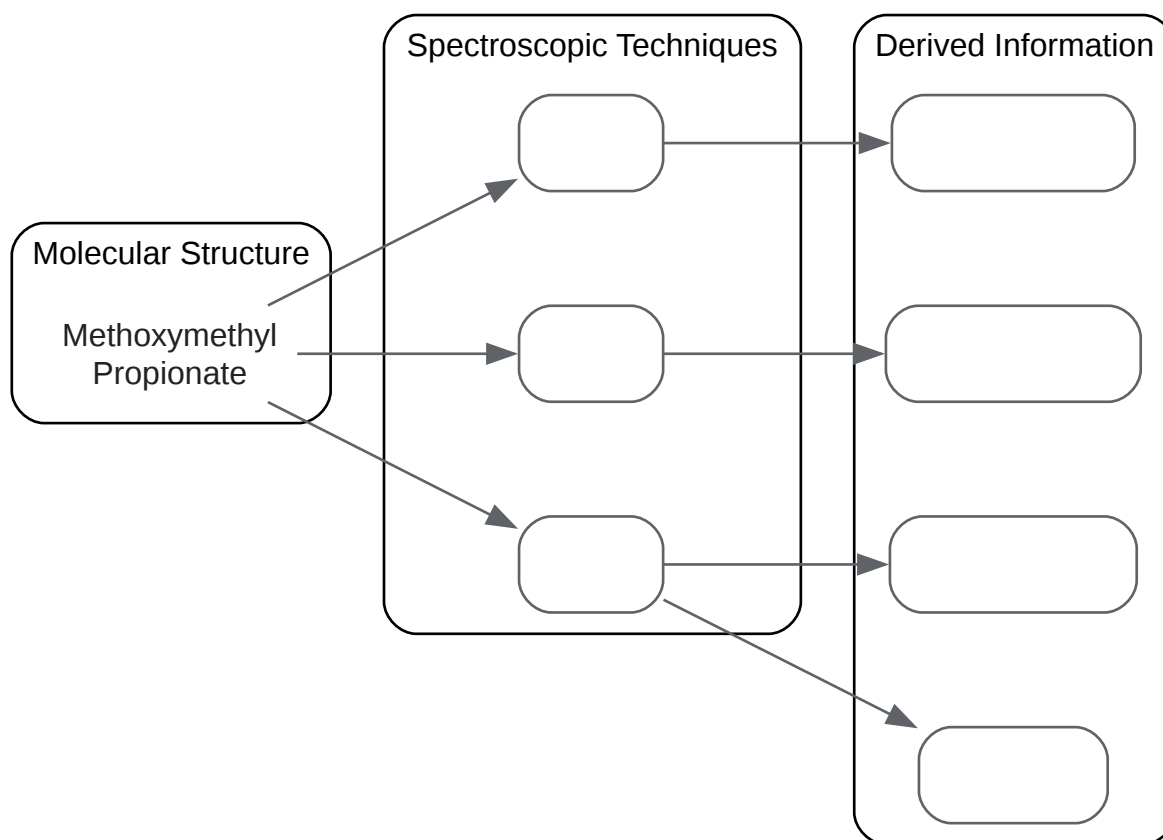 Spectroscopic Techniques
Derived Information
Molecular Structure
Methoxymethyl
Propionate